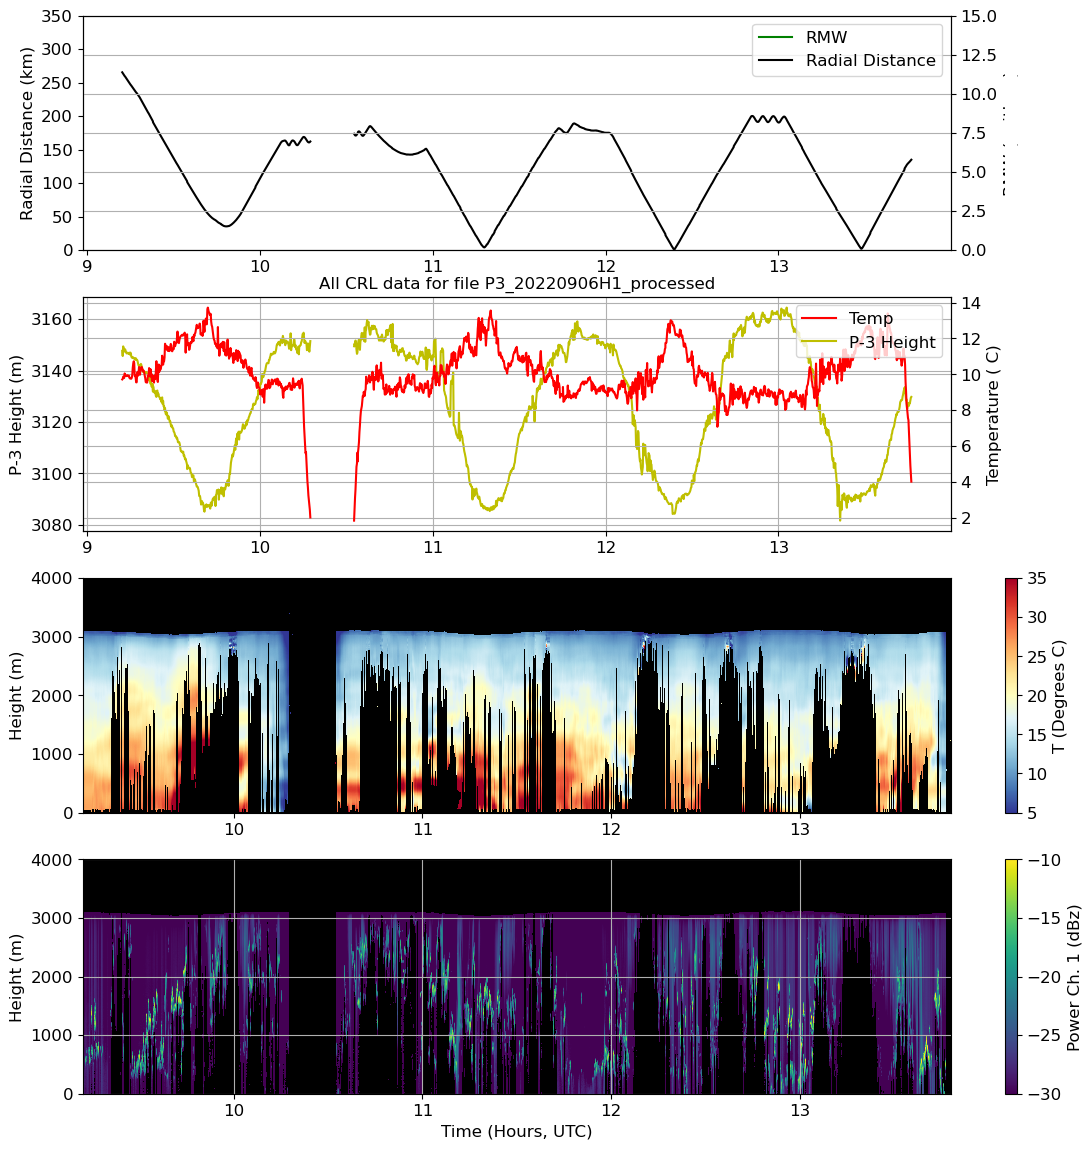 350
300
250
200
150
100
50
0
Radial Distance (km)
RMW
Radial Distance
15.0
12.5
10.0
7.5
5.0
2.5
0.0
9 10 11 12 13
All CRL data for file P3_20220906H1_processed
3160
3140
3120
3100
3080
P-3 Height (m)
Temp
P-3 Height
14
12
10
8
6
4
2
Temperature ( C)
9 10 11 12 13
4000
3000
2000
1000
0
Height (m)
10 11 12 13
35
30
25
20
15
10
5
T (Degrees C)
4000
3000
2000
1000
0
Height (m)
10 11 12 13
Time (Hours, UTC)
−10
−15
−20
−25
−30
Power Ch. 1 (dBz)